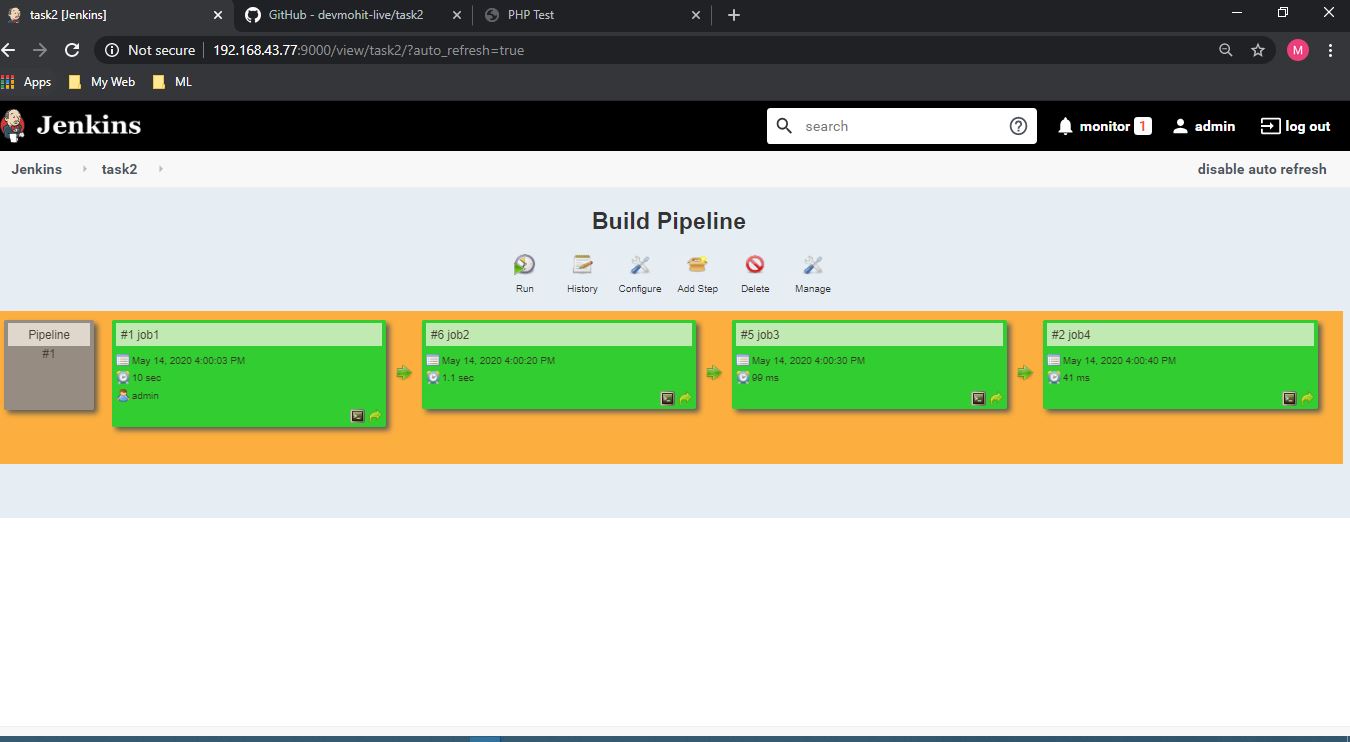 task2 [Jenkins]
GitHub - devmohit-live/task2
PHP Test
Not secure
192.168.43.77:9000/view/task2/?auto_refresh=true
M
Apps
My Web
ML
Jenkins
search
monitor 1
admin
log out
Jenkins
task2
disable auto refresh
Build Pipeline
Run
History
Configure
Add Step
Delete
Manage
Pipeline
#1
#1 job1
May 14, 2020 4:00:03 PM
10 sec
admin
#6 job2
May 14, 2020 4:00:20 PM
1.1 sec
#5 job3
May 14, 2020 4:00:30 PM
99 ms
#2 job4
May 14, 2020 4:00:40 PM
41 ms